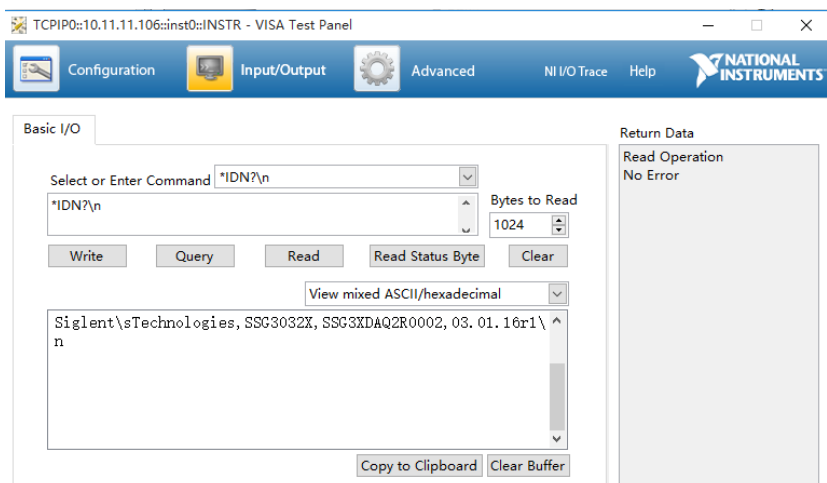 TCPIP0::10.11.11.106::inst0::INSTR - VISA Test Panel
Configuration
Input/Output
Advanced
NI I/O Trace
Help
NATIONAL
INSTRUMENTS
Basic I/O
Select or Enter Command
*IDN?\n
*IDN?\n
Bytes to Read
1024
Write
Query
Read
Read Status Byte
Clear
View mixed ASCII/hexadecimal
Siglent\sTechnologies,SSG3032X,SSG3XDAQ2R0002,03.01.16r1\
n
Copy to Clipboard
Clear Buffer
Return Data
Read Operation
No Error